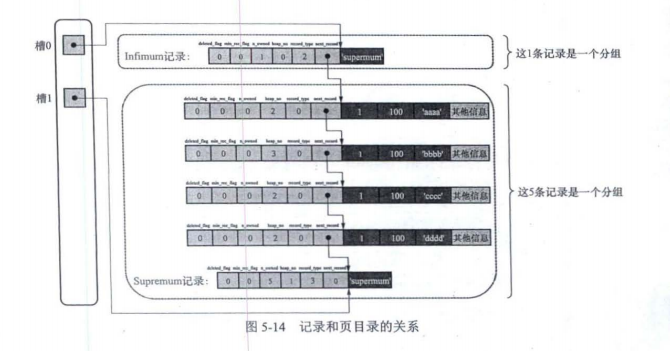 槽0
deleted_flag min_rec_flag n_owned heap_no record_type next_record
Infimum记录: 0 0 1 0 2 'supermum'
这1条记录是一个分组
槽1
deleted_flag min_rec_flag n_owned heap_no record_type next_record
0 0 0 2 0 1 100 'aaaa' 其他信息
deleted_flag min_rec_flag n_owned heap_no record_type next_record
0 0 0 3 0 1 100 'bbbb' 其他信息
这5条记录是一个分组
deleted_flag min_rec_flag n_owned heap_no record_type next_record
0 0 0 2 0 1 100 'cccc' 其他信息
deleted_flag min_rec_flag n_owned heap_no record_type next_record
0 0 0 2 0 1 100 'dddd' 其他信息
deleted_flag min_rec_flag n_owned heap_no record_type next_record
Supremum记录: 0 0 5 1 3 0 'supermum'
图 5-14 记录和页目录的关系